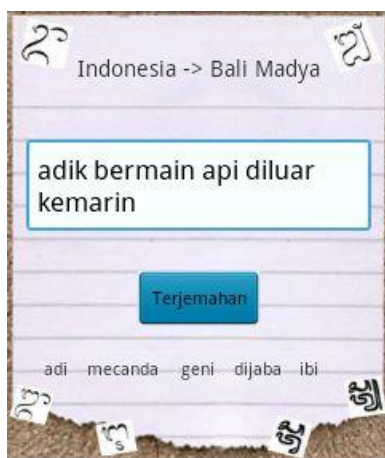 Indonesia -> Bali Madya
adik bermain api diluar
kemarin
Terjemahan
adi mecanda geni dijaba ibi